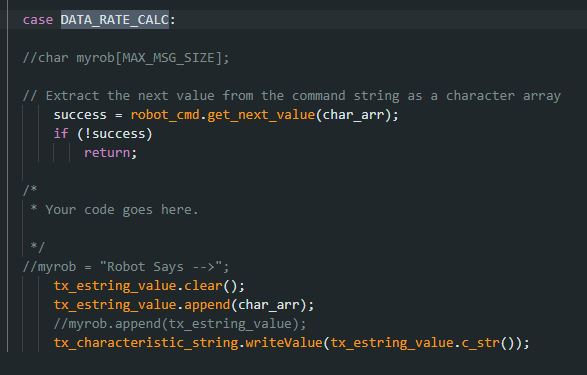 case DATA_RATE_CALC:
//char myrob[MAX_MSG_SIZE];
// Extract the next value from the command string as a character array
success = robot_cmd.get_next_value(char_arr);
if (!success)
return;
/*
* Your code goes here.
*/
//myrob = "Robot Says -->";
tx_estring_value.clear();
tx_estring_value.append(char_arr);
//myrob.append(tx_estring_value);
tx_characteristic_string.writeValue(tx_estring_value.c_str());